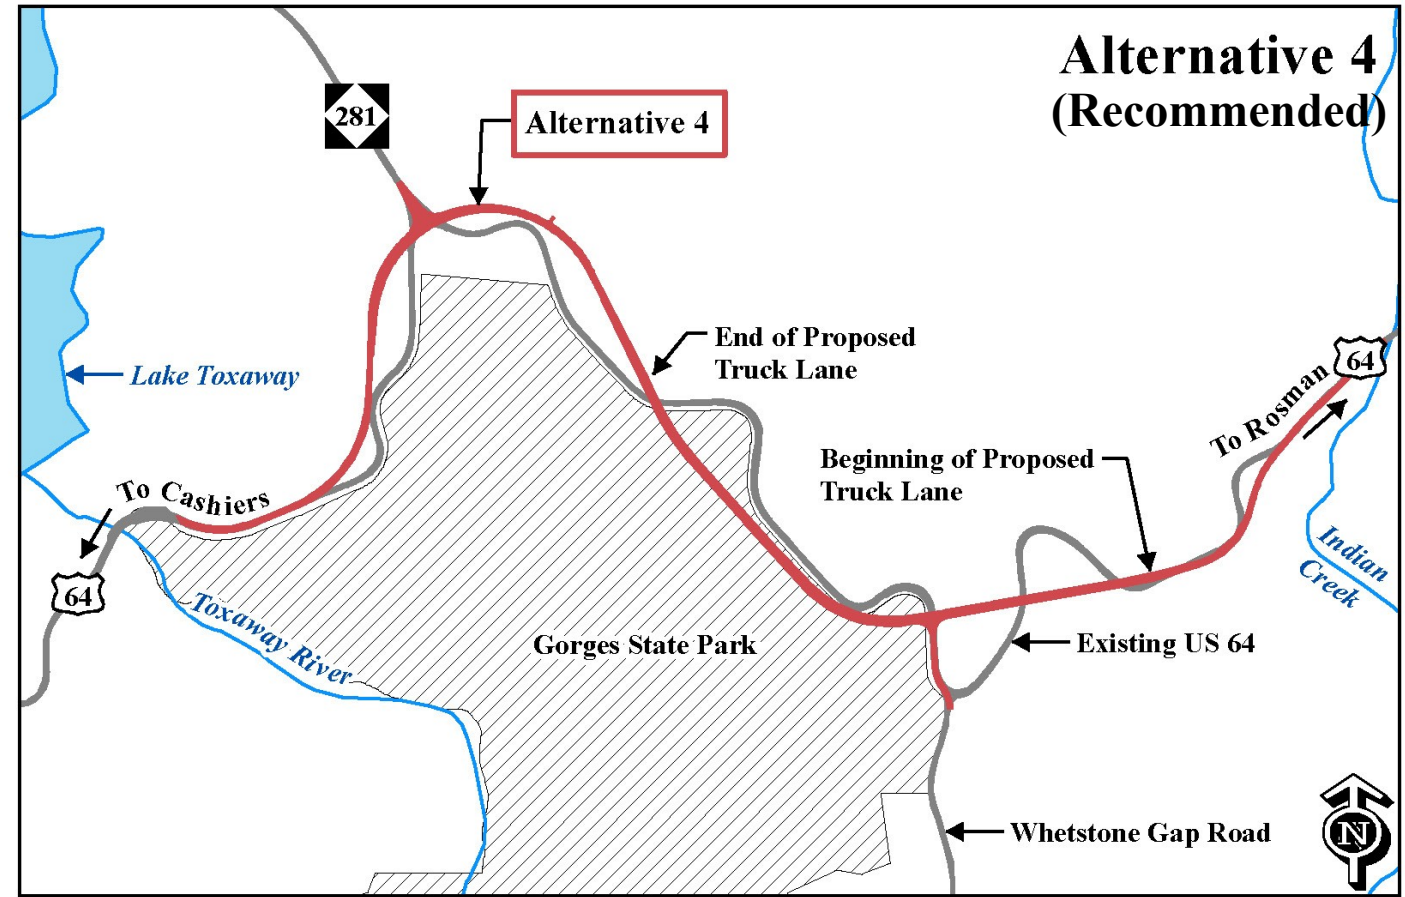 Alternative 4
(Recommended)
281
Alternative 4
End of Proposed
Truck Lane
64
Lake Toxaway
To Rosman
Beginning of Proposed
Truck Lane
To Cashiers
Indian
Creek
64
Toxaway River
Gorges State Park
Existing US 64
Whetstone Gap Road
N